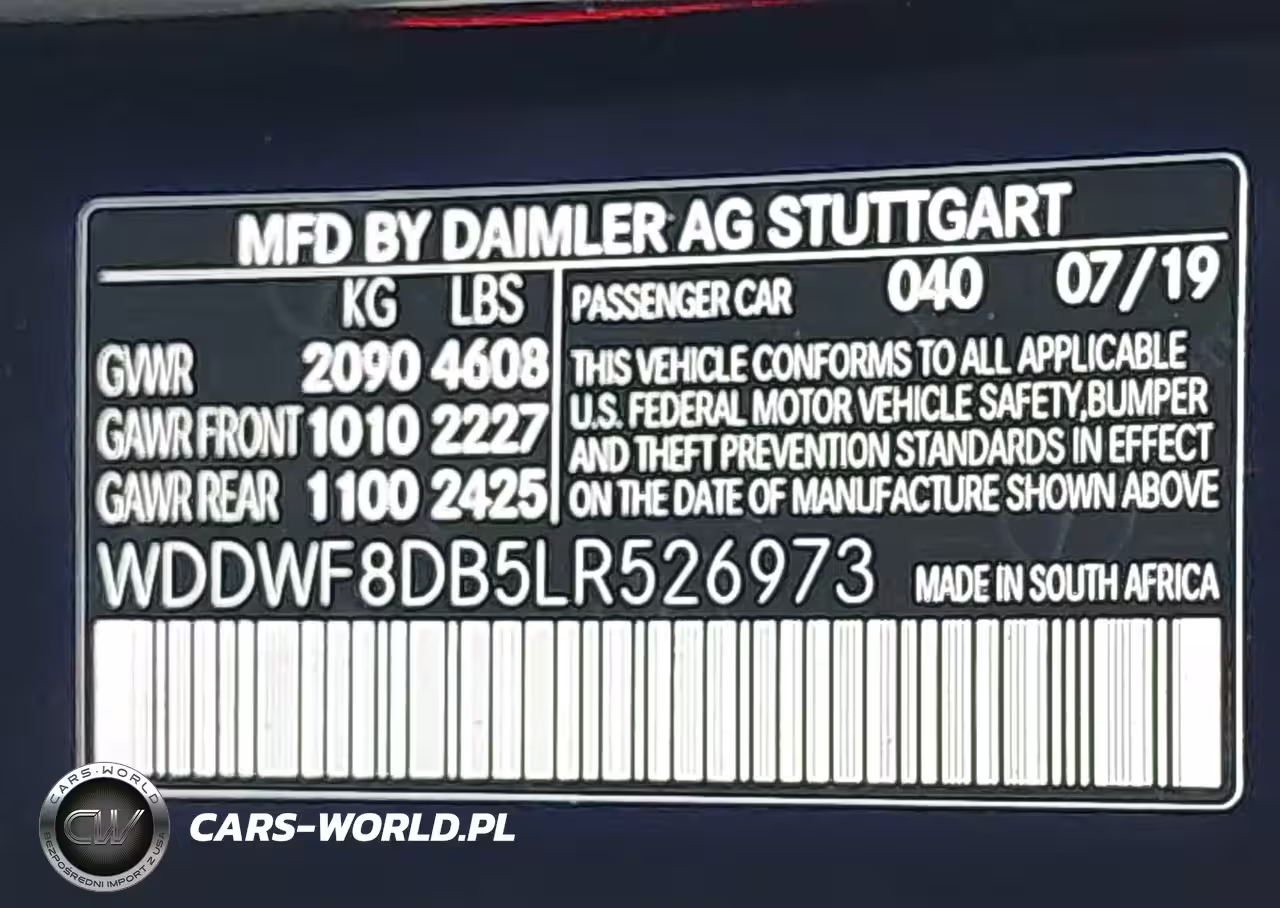 MFD BY DAIMLER AG STUTTGART
KG LBS
GVWR 2090 4608
GAWR FRONT 1010 2227
GAWR REAR 1100 2425
PASSENGER CAR 040 07/19
THIS VEHICLE CONFORMS TO ALL APPLICABLE
U.S. FEDERAL MOTOR VEHICLE SAFETY,BUMPER
AND THEFT PREVENTION STANDARDS IN EFFECT
ON THE DATE OF MANUFACTURE SHOWN ABOVE
WDDWF8DB5LR526973 MADE IN SOUTH AFRICA
CARS-WORLD
CW
BEZPOŚREDNI IMPORT Z USA
CARS-WORLD.PL